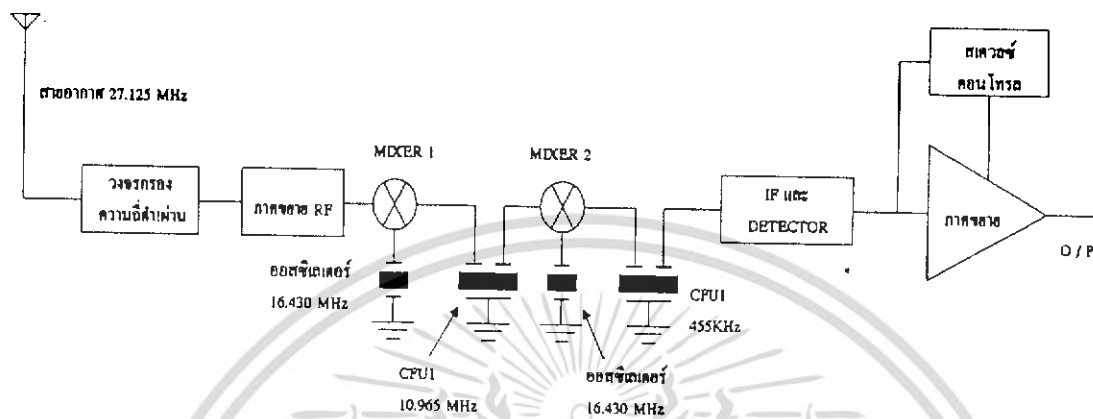 สเควลช์
คอนโทรล
สายอากาศ 27.125 MHz
MIXER 1
MIXER 2
วงจรกรอง
ความถี่ต่ำผ่าน
ภาคขยาย RF
IF และ
DETECTOR
ภาคขยาย
O / P
ออสซิเลเตอร์
16.430 MHz
CFU1
455KHz
CFU1
10.965 MHz
ออสซิเลเตอร์
16.430 MHz